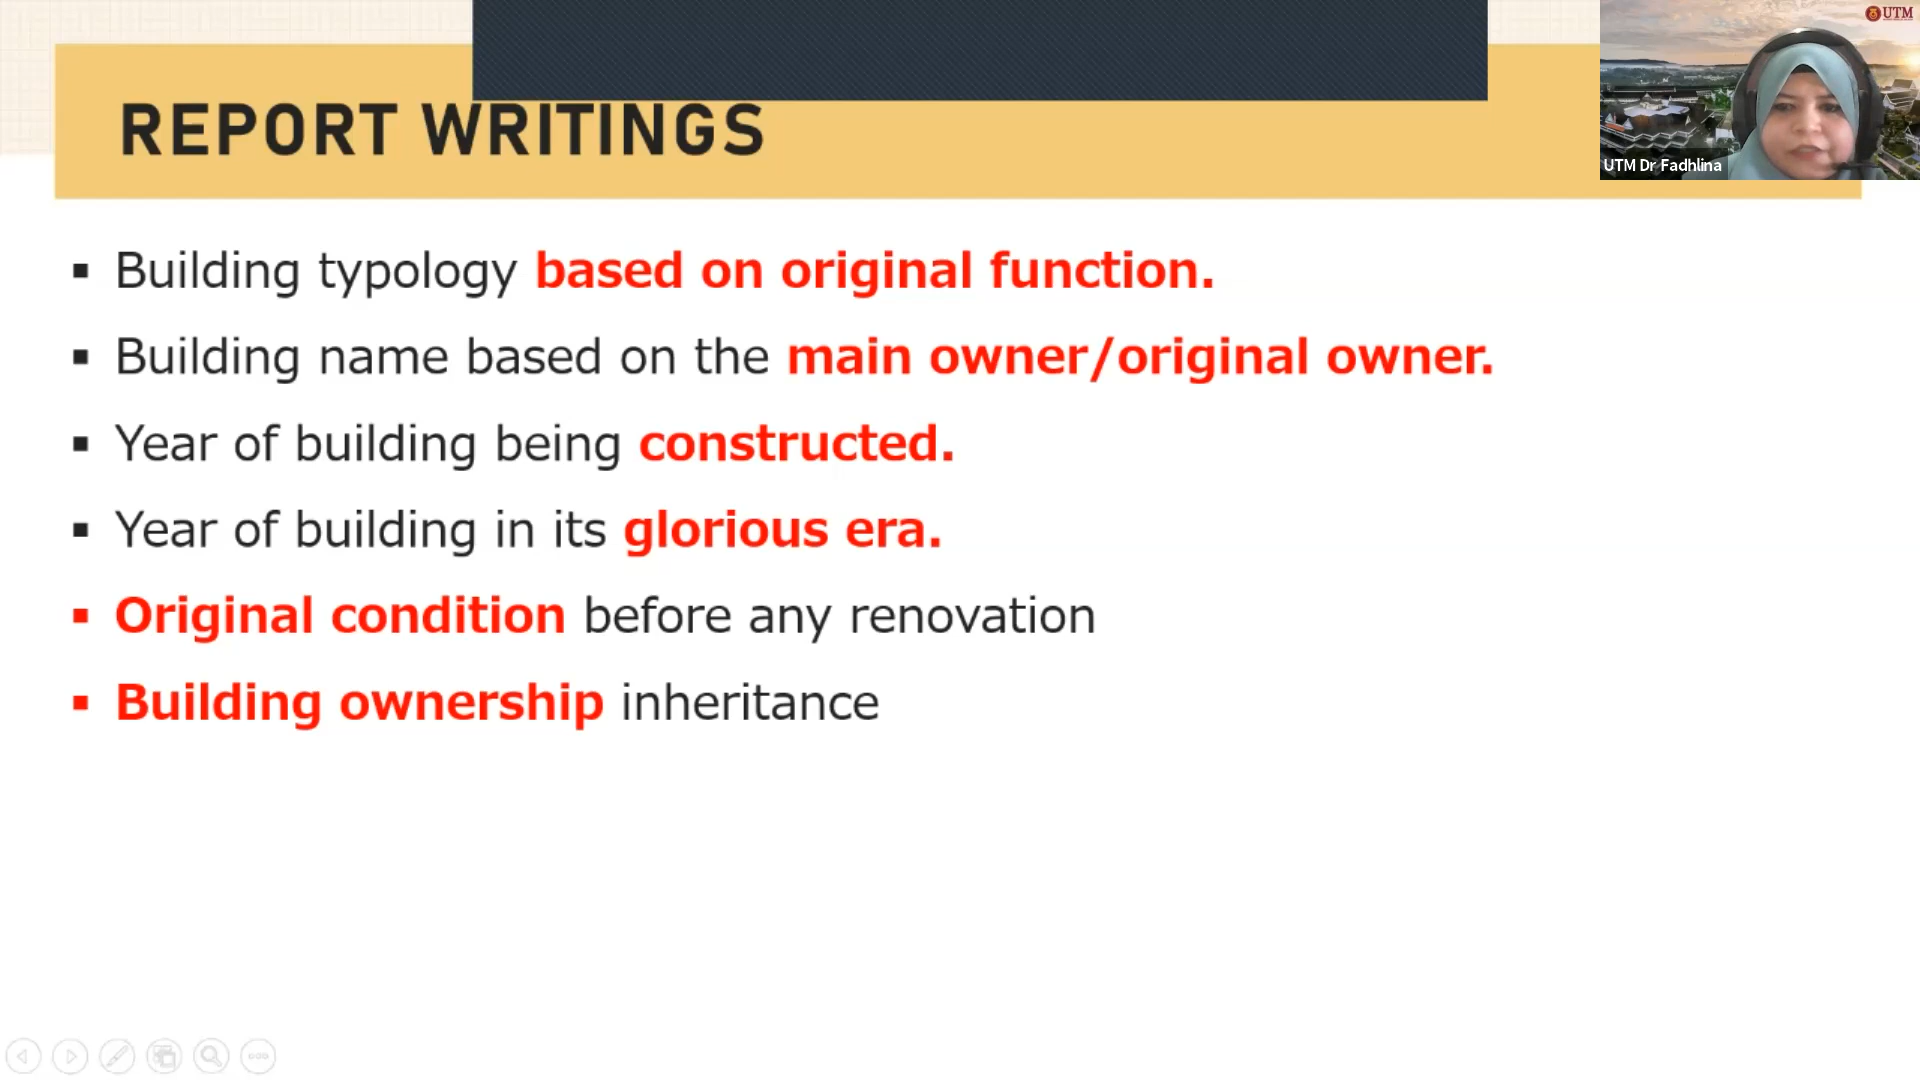 REPORT WRITINGS
▪ Building typology based on original function.
▪ Building name based on the main owner/original owner.
▪ Year of building being constructed.
▪ Year of building in its glorious era.
▪ Original condition before any renovation
▪ Building ownership inheritance
UTM
UTM Dr Fadhlina